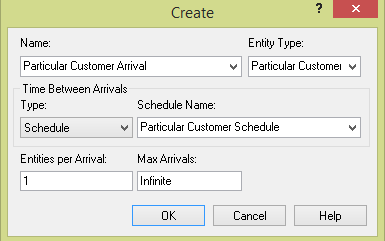 Create
? ×
Name: Entity Type:
Particular Customer Arrival Particular Customer
Time Between Arrivals
Type: Schedule Name:
Schedule Particular Customer Schedule
Entities per Arrival: Max Arrivals:
1 Infinite
OK Cancel Help